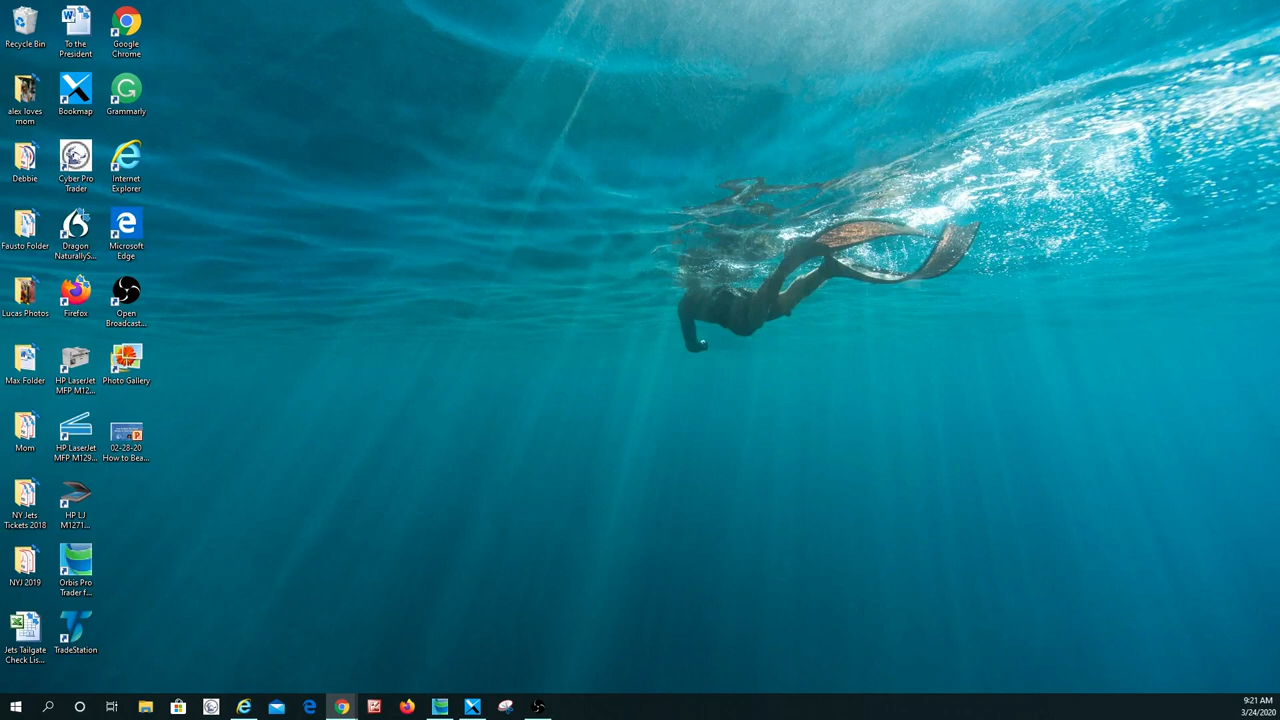 Recycle Bin
To the
President
Google
Chrome
alex loves
mom
Bookmap
Grammarly
Debbie
Cyber Pro
Trader
Internet
Explorer
Fausto Folder
Dragon
NaturallyS...
Microsoft
Edge
Lucas Photos
Firefox
Open
Broadcast...
Max Folder
HP LaserJet
MFP M12...
Photo Gallery
Mom
HP LaserJet
MFP M129...
02-28-20
How to Bea...
NY Jets
Tickets 2018
HP LJ
M1271...
NYJ 2019
Orbis Pro
Trader f...
Jets Tailgate
Check Lis...
TradeStation
9:21 AM
3/24/2020